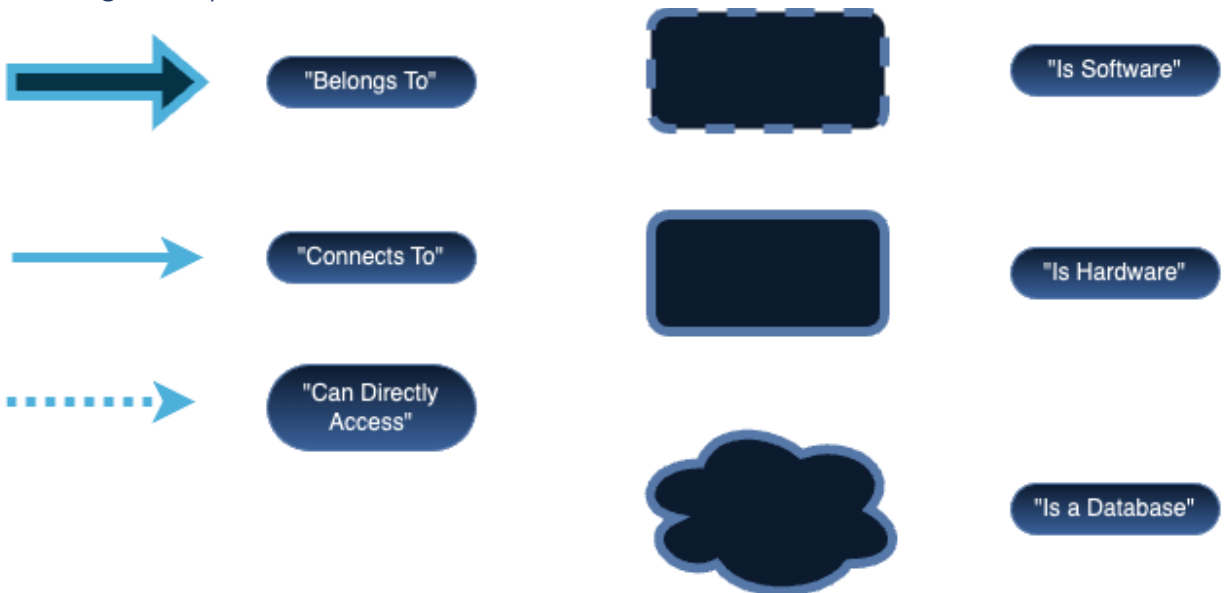 "Belongs To"
"Is Software"
"Connects To"
"Is Hardware"
"Can Directly
Access"
"Is a Database"